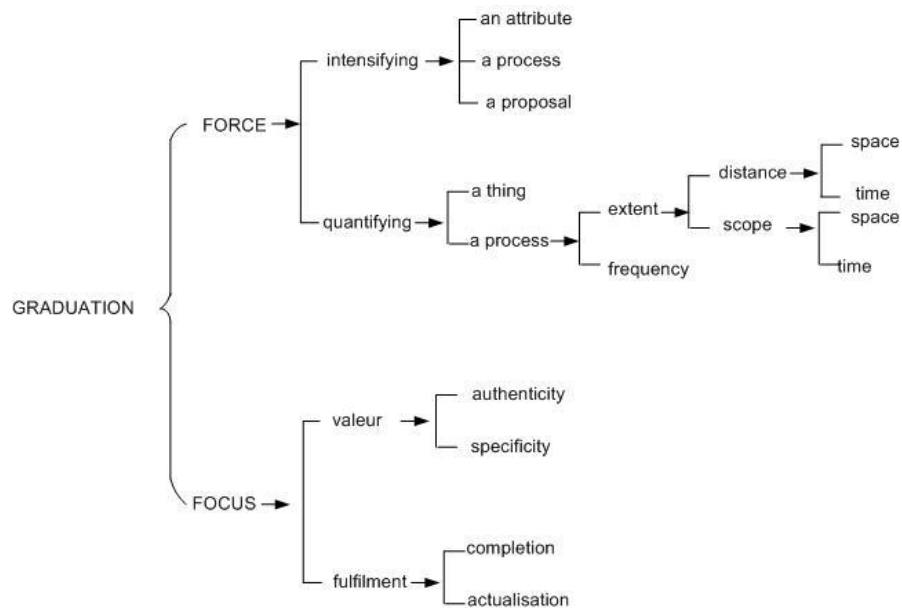 an attribute
intensifying
a process
a proposal
FORCE
space
distance
time
a thing
extent
space
quantifying
a process
scope
frequency
time
GRADUATION
authenticity
valeur
specificity
FOCUS
completion
fulfilment
actualisation